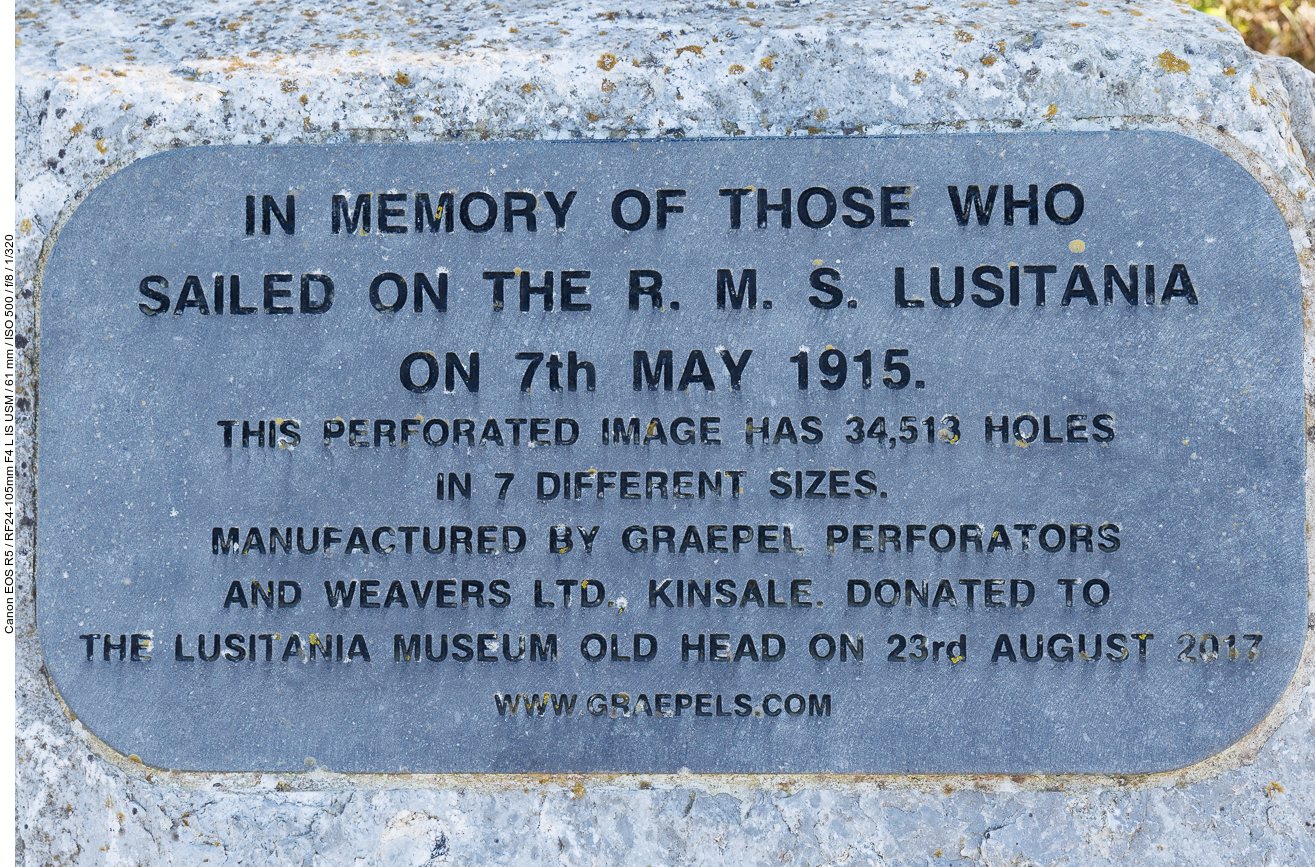 IN MEMORY OF THOSE WHO
SAILED ON THE R. M. S. LUSITANIA
ON 7th MAY 1915.
THIS PERFORATED IMAGE HAS 34,513 HOLES
IN 7 DIFFERENT SIZES.
MANUFACTURED BY GRAEPEL PERFORATORS
AND WEAVERS LTD., KINSALE. DONATED TO
THE LUSITANIA MUSEUM OLD HEAD ON 23rd AUGUST 2017
WWW.GRAEPELS.COM
Canon EOS R5 / RF24-105mm F4 L IS USM / 61 mm / ISO 500 / f/8 / 1/320